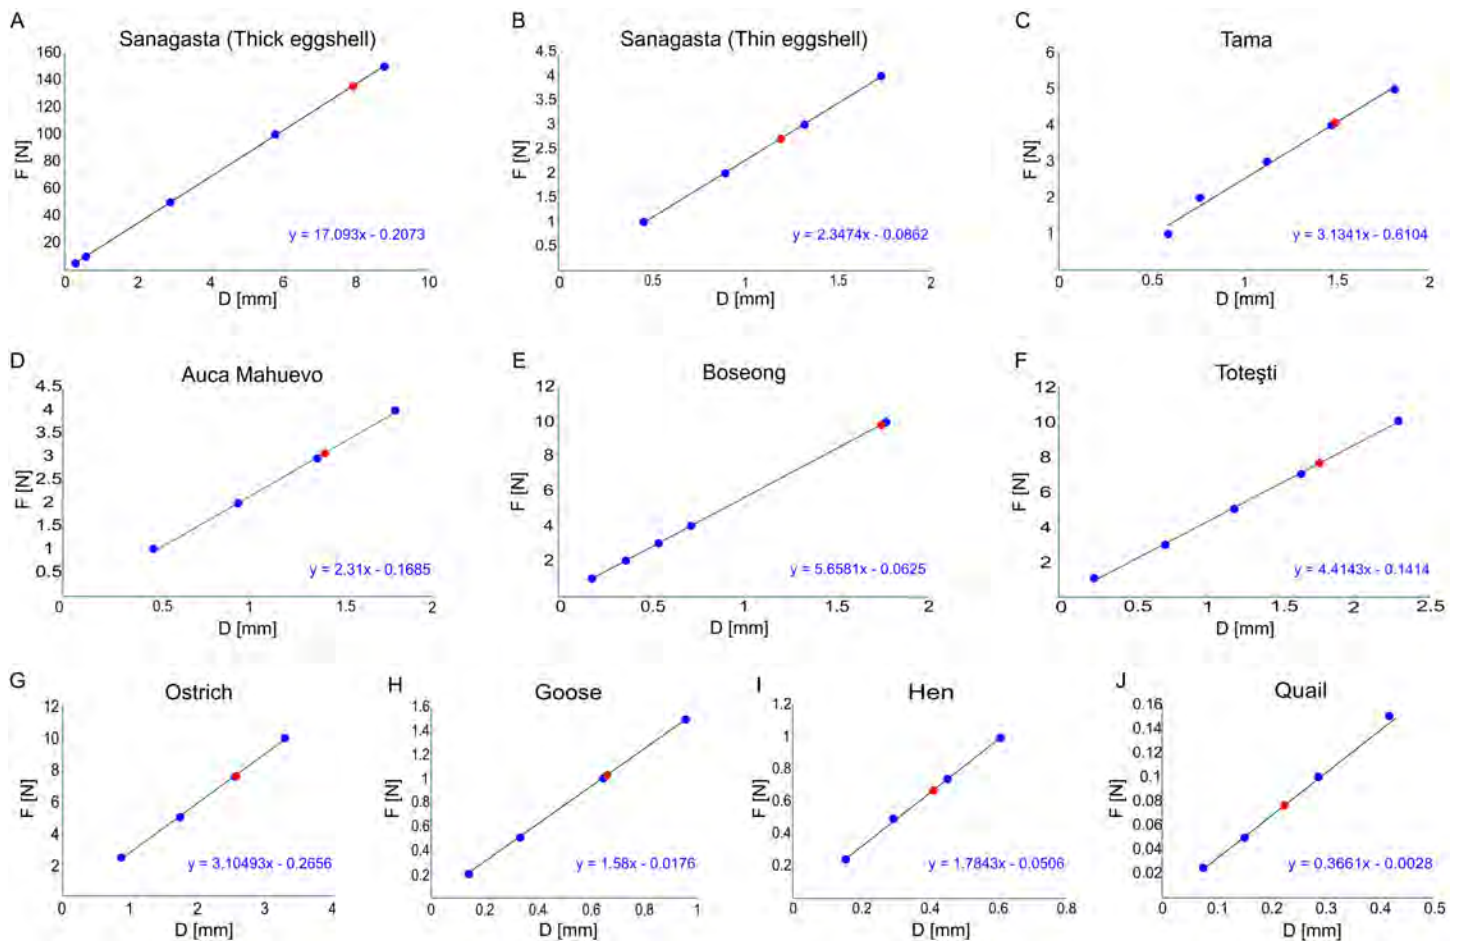 A
Sanagasta (Thick eggshell)
160
140
120
100
80
60
40
20
F [N]
y = 17.093x - 0.2073
0 2 4 6 8 10
D [mm]
B
Sanagasta (Thin eggshell)
4.5
4
3.5
3
2.5
2
1.5
1
0.5
F [N]
y = 2.3474x - 0.0862
0.5 1 1.5 2
D [mm]
C
Tama
6
5
4
3
2
1
F [N]
y = 3.1341x - 0.6104
0 0.5 1 1.5 2
D [mm]
D
Auca Mahuevo
4.5
4
3.5
3
2.5
2
1.5
1
0.5
F [N]
y = 2.31x - 0.1685
0 0.5 1 1.5 2
D [mm]
E
Boseong
12
10
8
6
4
2
F [N]
y = 5.6581x - 0.0625
0 0.5 1 1.5 2
D [mm]
F
Toteşti
12
10
8
6
4
2
F [N]
y = 4.4143x - 0.1414
0 0.5 1 1.5 2 2.5
D [mm]
G
Ostrich
12
10
8
6
4
2
F [N]
y = 3.10493x - 0.2656
0 1 2 3 4
D [mm]
H
Goose
1.6
1.4
1.2
1
0.8
0.6
0.4
0.2
F [N]
y = 1.58x - 0.0176
0 0.2 0.4 0.6 0.8 1
D [mm]
I
Hen
1.2
1
0.8
0.6
0.4
0.2
F [N]
y = 1.7843x - 0.0506
0 0.2 0.4 0.6 0.8
D [mm]
J
Quail
0.16
0.14
0.12
0.1
0.08
0.06
0.04
0.02
F [N]
y = 0.3661x - 0.0028
0 0.1 0.2 0.3 0.4 0.5
D [mm]